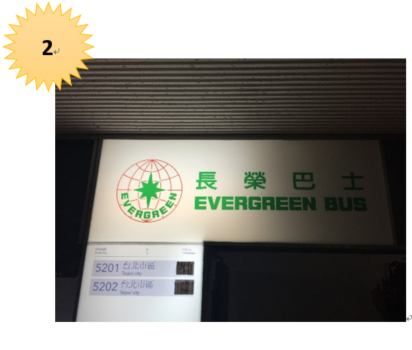 2
長榮巴士
EVERGREEN
EVERGREEN BUS
5201 台北市區
Taipei city
5202 台北市區
Taipei city